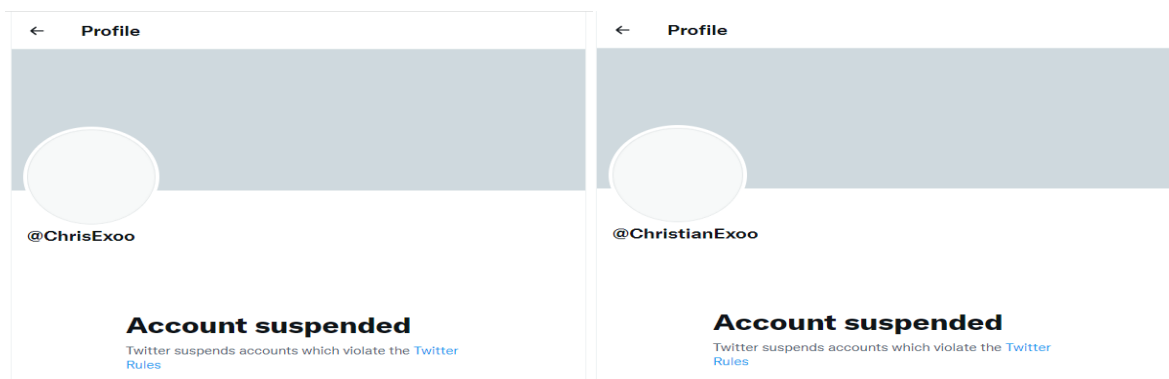 ← Profile
@ChrisExoo
Account suspended
Twitter suspends accounts which violate the Twitter
Rules
← Profile
@ChristianExoo
Account suspended
Twitter suspends accounts which violate the Twitter
Rules